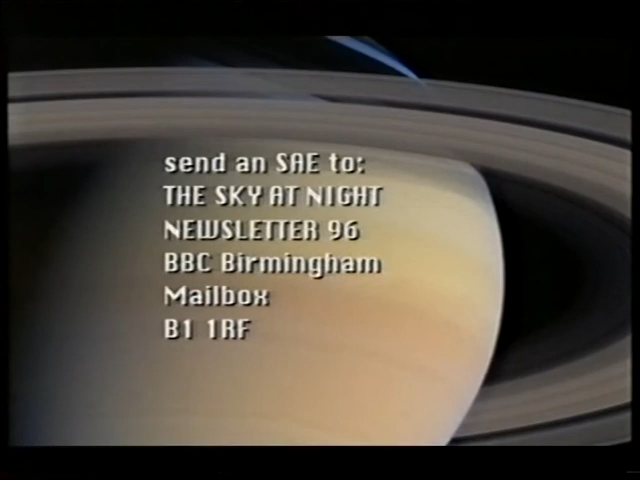 send an SAE to:
THE SKY AT NIGHT
NEWSLETTER 96
BBC Birmingham
Mailbox
B1 1RF